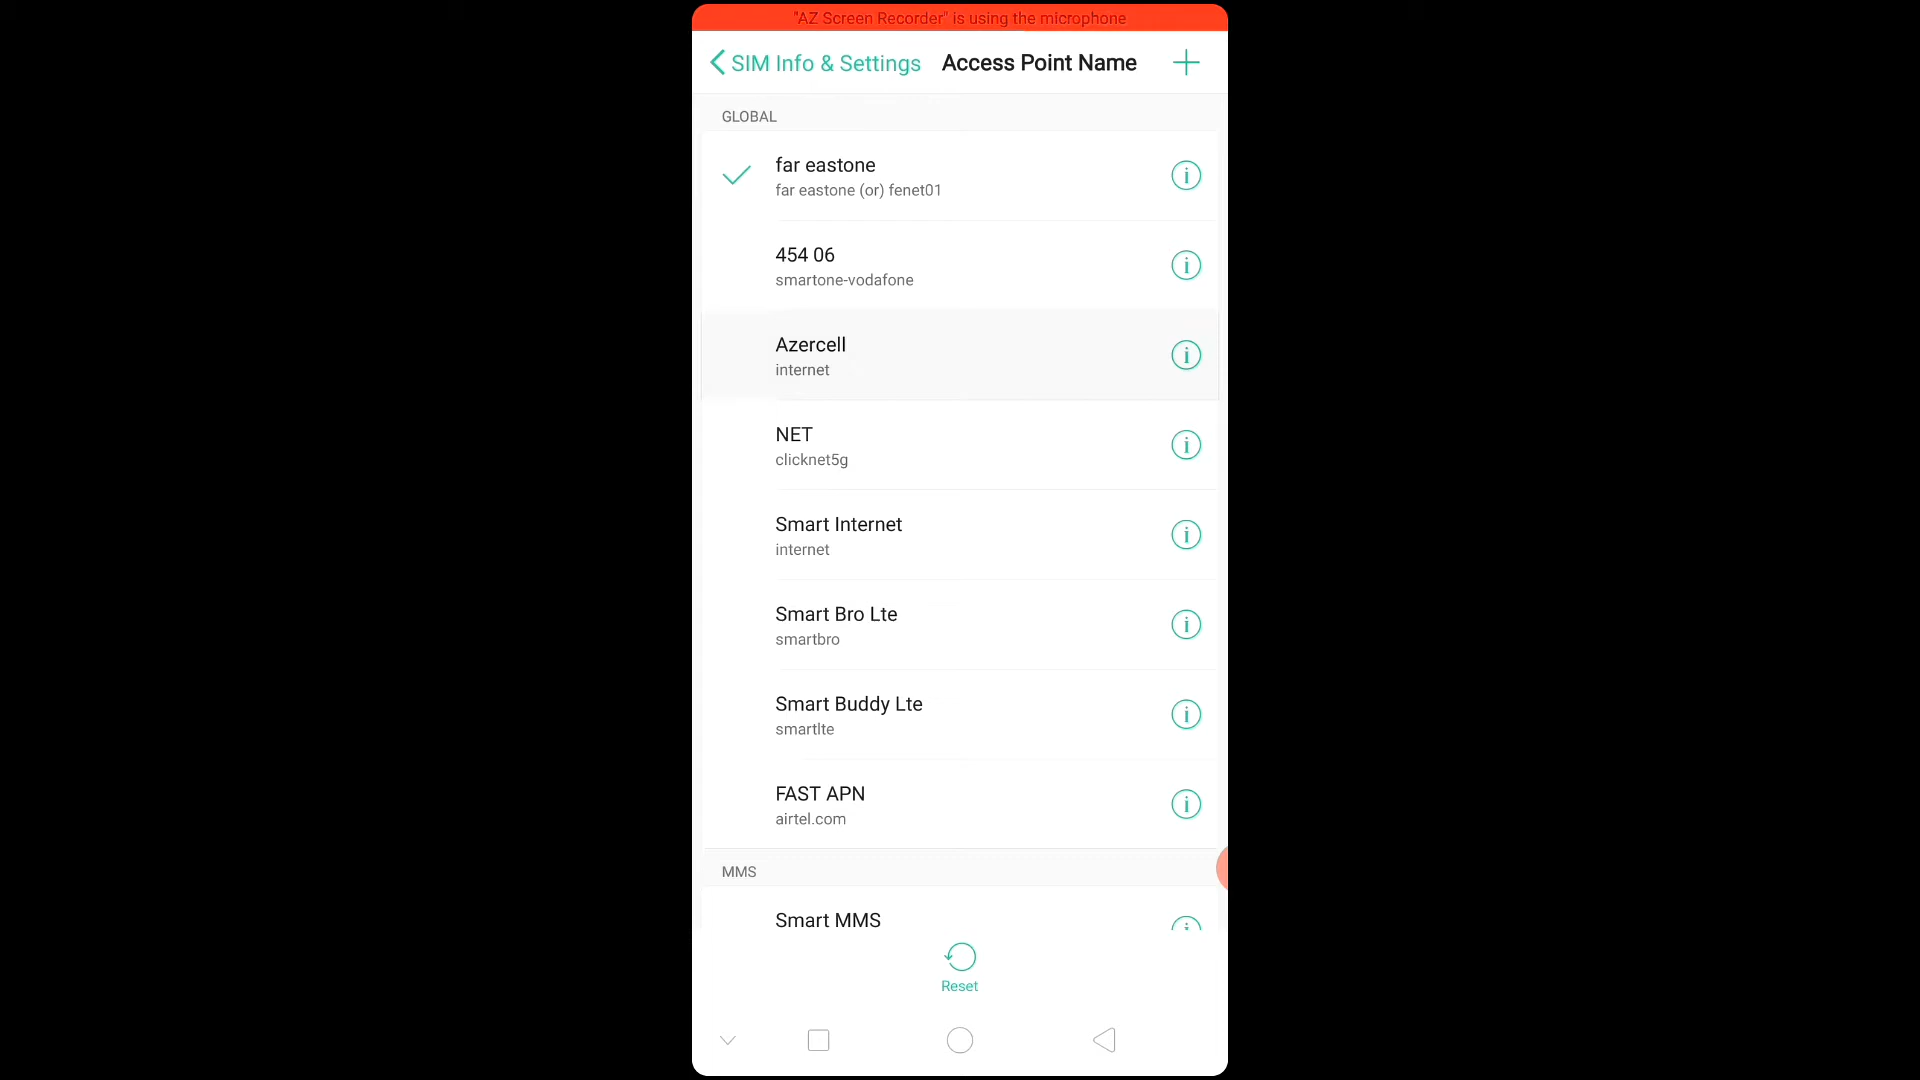 "AZ Screen Recorder" is using the microphone
SIM Info & Settings Access Point Name
GLOBAL
far eastone
far eastone (or) fenet01
454 06
smartone-vodafone
Azercell
internet
NET
clicknet5g
Smart Internet
internet
Smart Bro Lte
smartbro
Smart Buddy Lte
smartlte
FAST APN
airtel.com
MMS
Smart MMS
Reset